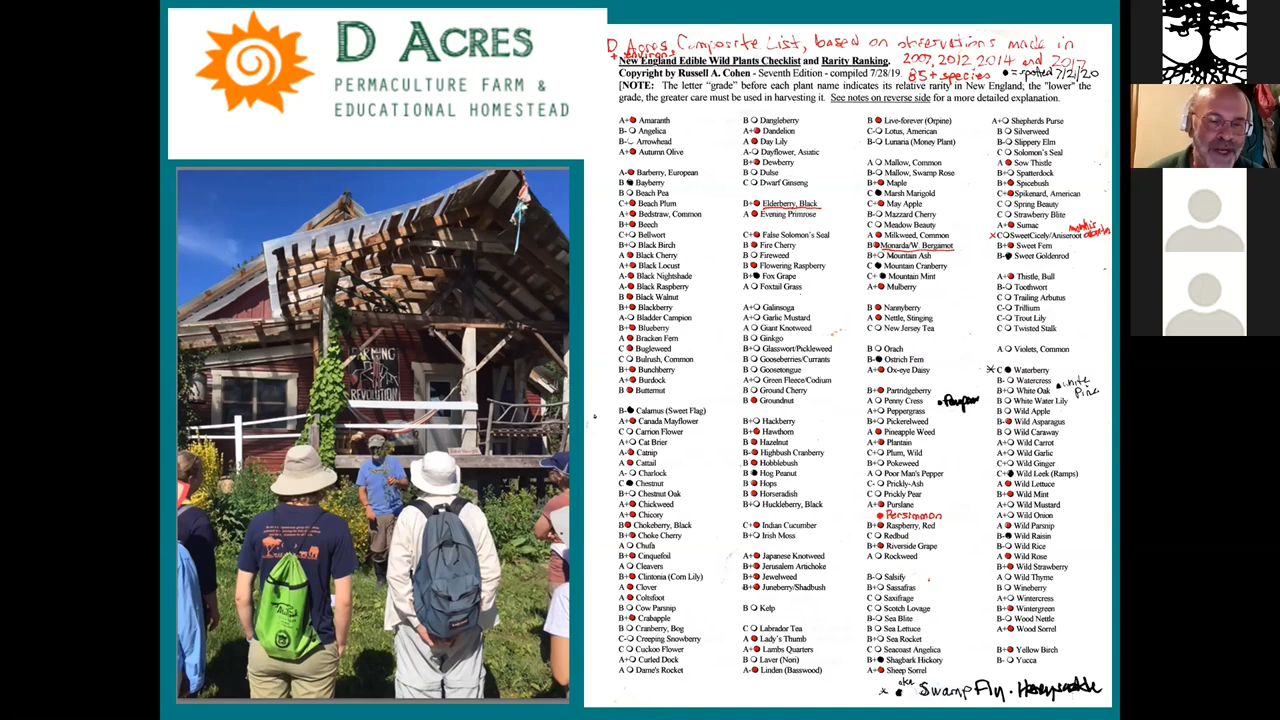 D ACRES
PERMACULTURE FARM &
EDUCATIONAL HOMESTEAD
FARMING
REVOLUTION
D Acres Composite List, based on observations made in
+ environs
2007, 2012, 2014 and 2017
New England Edible Wild Plants Checklist and Rarity Ranking.
85+ species
= spotted 7/21/20
Copyright by Russell A. Cohen - Seventh Edition - compiled 7/28/19.
[NOTE: The letter "grade" before each plant name indicates its relative rarity in New England; the "lower" the
grade, the greater care must be used in harvesting it. See notes on reverse side for a more detailed explanation.
A+ Amaranth
B- Angelica
B- Arrowhead
A+ Autumn Olive
A- Barberry, European
B Bayberry
B Beach Pea
C+ Beach Plum
A+ Bedstraw, Common
B+ Beech
C+ Bellwort
B+ Black Birch
A Black Cherry
A+ Black Locust
A- Black Nightshade
A- Black Raspberry
B Black Walnut
B+ Blackberry
A- Bladder Campion
B+ Blueberry
A Bracken Fern
C Bugleweed
C Bulrush, Common
B+ Bunchberry
A+ Burdock
B Butternut
B- Calamus (Sweet Flag)
A+ Canada Mayflower
C Carrion Flower
A+ Cat Brier
A- Catnip
A Cattail
A- Charlock
C Chestnut
B+ Chestnut Oak
A+ Chickweed
A+ Chicory
B Chokeberry, Black
B+ Choke Cherry
A Chufa
B+ Cinquefoil
A Cleavers
B+ Clintonia (Corn Lily)
A Clover
A Coltsfoot
B Cow Parsnip
B+ Crabapple
B Cranberry, Bog
C- Creeping Snowberry
C Cuckoo Flower
A+ Curled Dock
A Dame's Rocket
B Dangleberry
A+ Dandelion
A Day Lily
A- Dayflower, Asiatic
B+ Dewberry
B Dulse
C Dwarf Ginseng
B+ Elderberry, Black
A Evening Primrose
C+ False Solomon's Seal
B Fire Cherry
B Fireweed
B Flowering Raspberry
B+ Fox Grape
A Foxtail Grass
A+ Galinsoga
A+ Garlic Mustard
A Giant Knotweed
B Ginkgo
B+ Glasswort/Pickleweed
B Gooseberries/Currants
B Goosetongue
A+ Green Fleece/Codium
B Ground Cherry
B Groundnut
B+ Hackberry
B+ Hawthorn
B Hazelnut
B- Highbush Cranberry
B Hobblebush
B Hog Peanut
B Hops
B Horseradish
B+ Huckleberry, Black
C+ Indian Cucumber
B+ Irish Moss
A+ Japanese Knotweed
B+ Jerusalem Artichoke
B+ Jewelweed
B+ Juneberry/Shadbush
B Kelp
C Labrador Tea
A Lady's Thumb
A+ Lambs Quarters
B Laver (Nori)
A- Linden (Basswood)
B Live-forever (Orpine)
C- Lotus, American
B- Lunaria (Money Plant)
A Mallow, Common
B- Mallow, Swamp Rose
B+ Maple
C Marsh Marigold
C+ May Apple
B- Mazzard Cherry
C Meadow Beauty
A Milkweed, Common
B Monarda/W. Bergamot
B+ Mountain Ash
C Mountain Cranberry
C+ Mountain Mint
A+ Mulberry
B Nannyberry
A Nettle, Stinging
C New Jersey Tea
B Orach
B- Ostrich Fern
A+ Ox-eye Daisy
B+ Partridgeberry
A Penny Cress
A+ Peppergrass
B+ Pickerelweed
A Pineapple Weed
A+ Plantain
C+ Plum, Wild
B+ Pokeweed
A Poor Man's Pepper
C- Prickly-Ash
C Prickly Pear
A+ Purslane
Persimmon
B+ Raspberry, Red
C Redbud
B+ Riverside Grape
A Rockweed
B- Salsify
B+ Sassafras
C Saxifrage
C Scotch Lovage
B- Sea Blite
B Sea Lettuce
B+ Sea Rocket
C Seacoast Angelica
B+ Shagbark Hickory
A+ Sheep Sorrel
A+ Shepherds Purse
B Silverweed
B- Slippery Elm
C Solomon's Seal
A Sow Thistle
B+ Spatterdock
B+ Spicebush
C+ Spikenard, American
C Spring Beauty
C Strawberry Blite
A+ Sumac
C SweetCicely/Aniseroot
B+ Sweet Fern
B- Sweet Goldenrod
A+ Thistle, Bull
B- Toothwort
C Trailing Arbutus
C- Trillium
C- Trout Lily
C Twisted Stalk
A Violets, Common
C Waterberry
B- Watercress
B+ White Oak
white
Pine
B White Water Lily
B Wild Apple
B- Wild Asparagus
B Wild Caraway
A+ Wild Carrot
A+ Wild Garlic
C+ Wild Ginger
C+ Wild Leek (Ramps)
A Wild Lettuce
B+ Wild Mint
A+ Wild Mustard
A Wild Onion
A Wild Parsnip
B- Wild Raisin
B- Wild Rice
A Wild Rose
B+ Wild Strawberry
A Wild Thyme
B Wineberry
A+ Wintercress
B+ Wintergreen
B- Wood Nettle
A+ Wood Sorrel
B+ Yellow Birch
B- Yucca
aka
Swamp Fly Honeysuckle